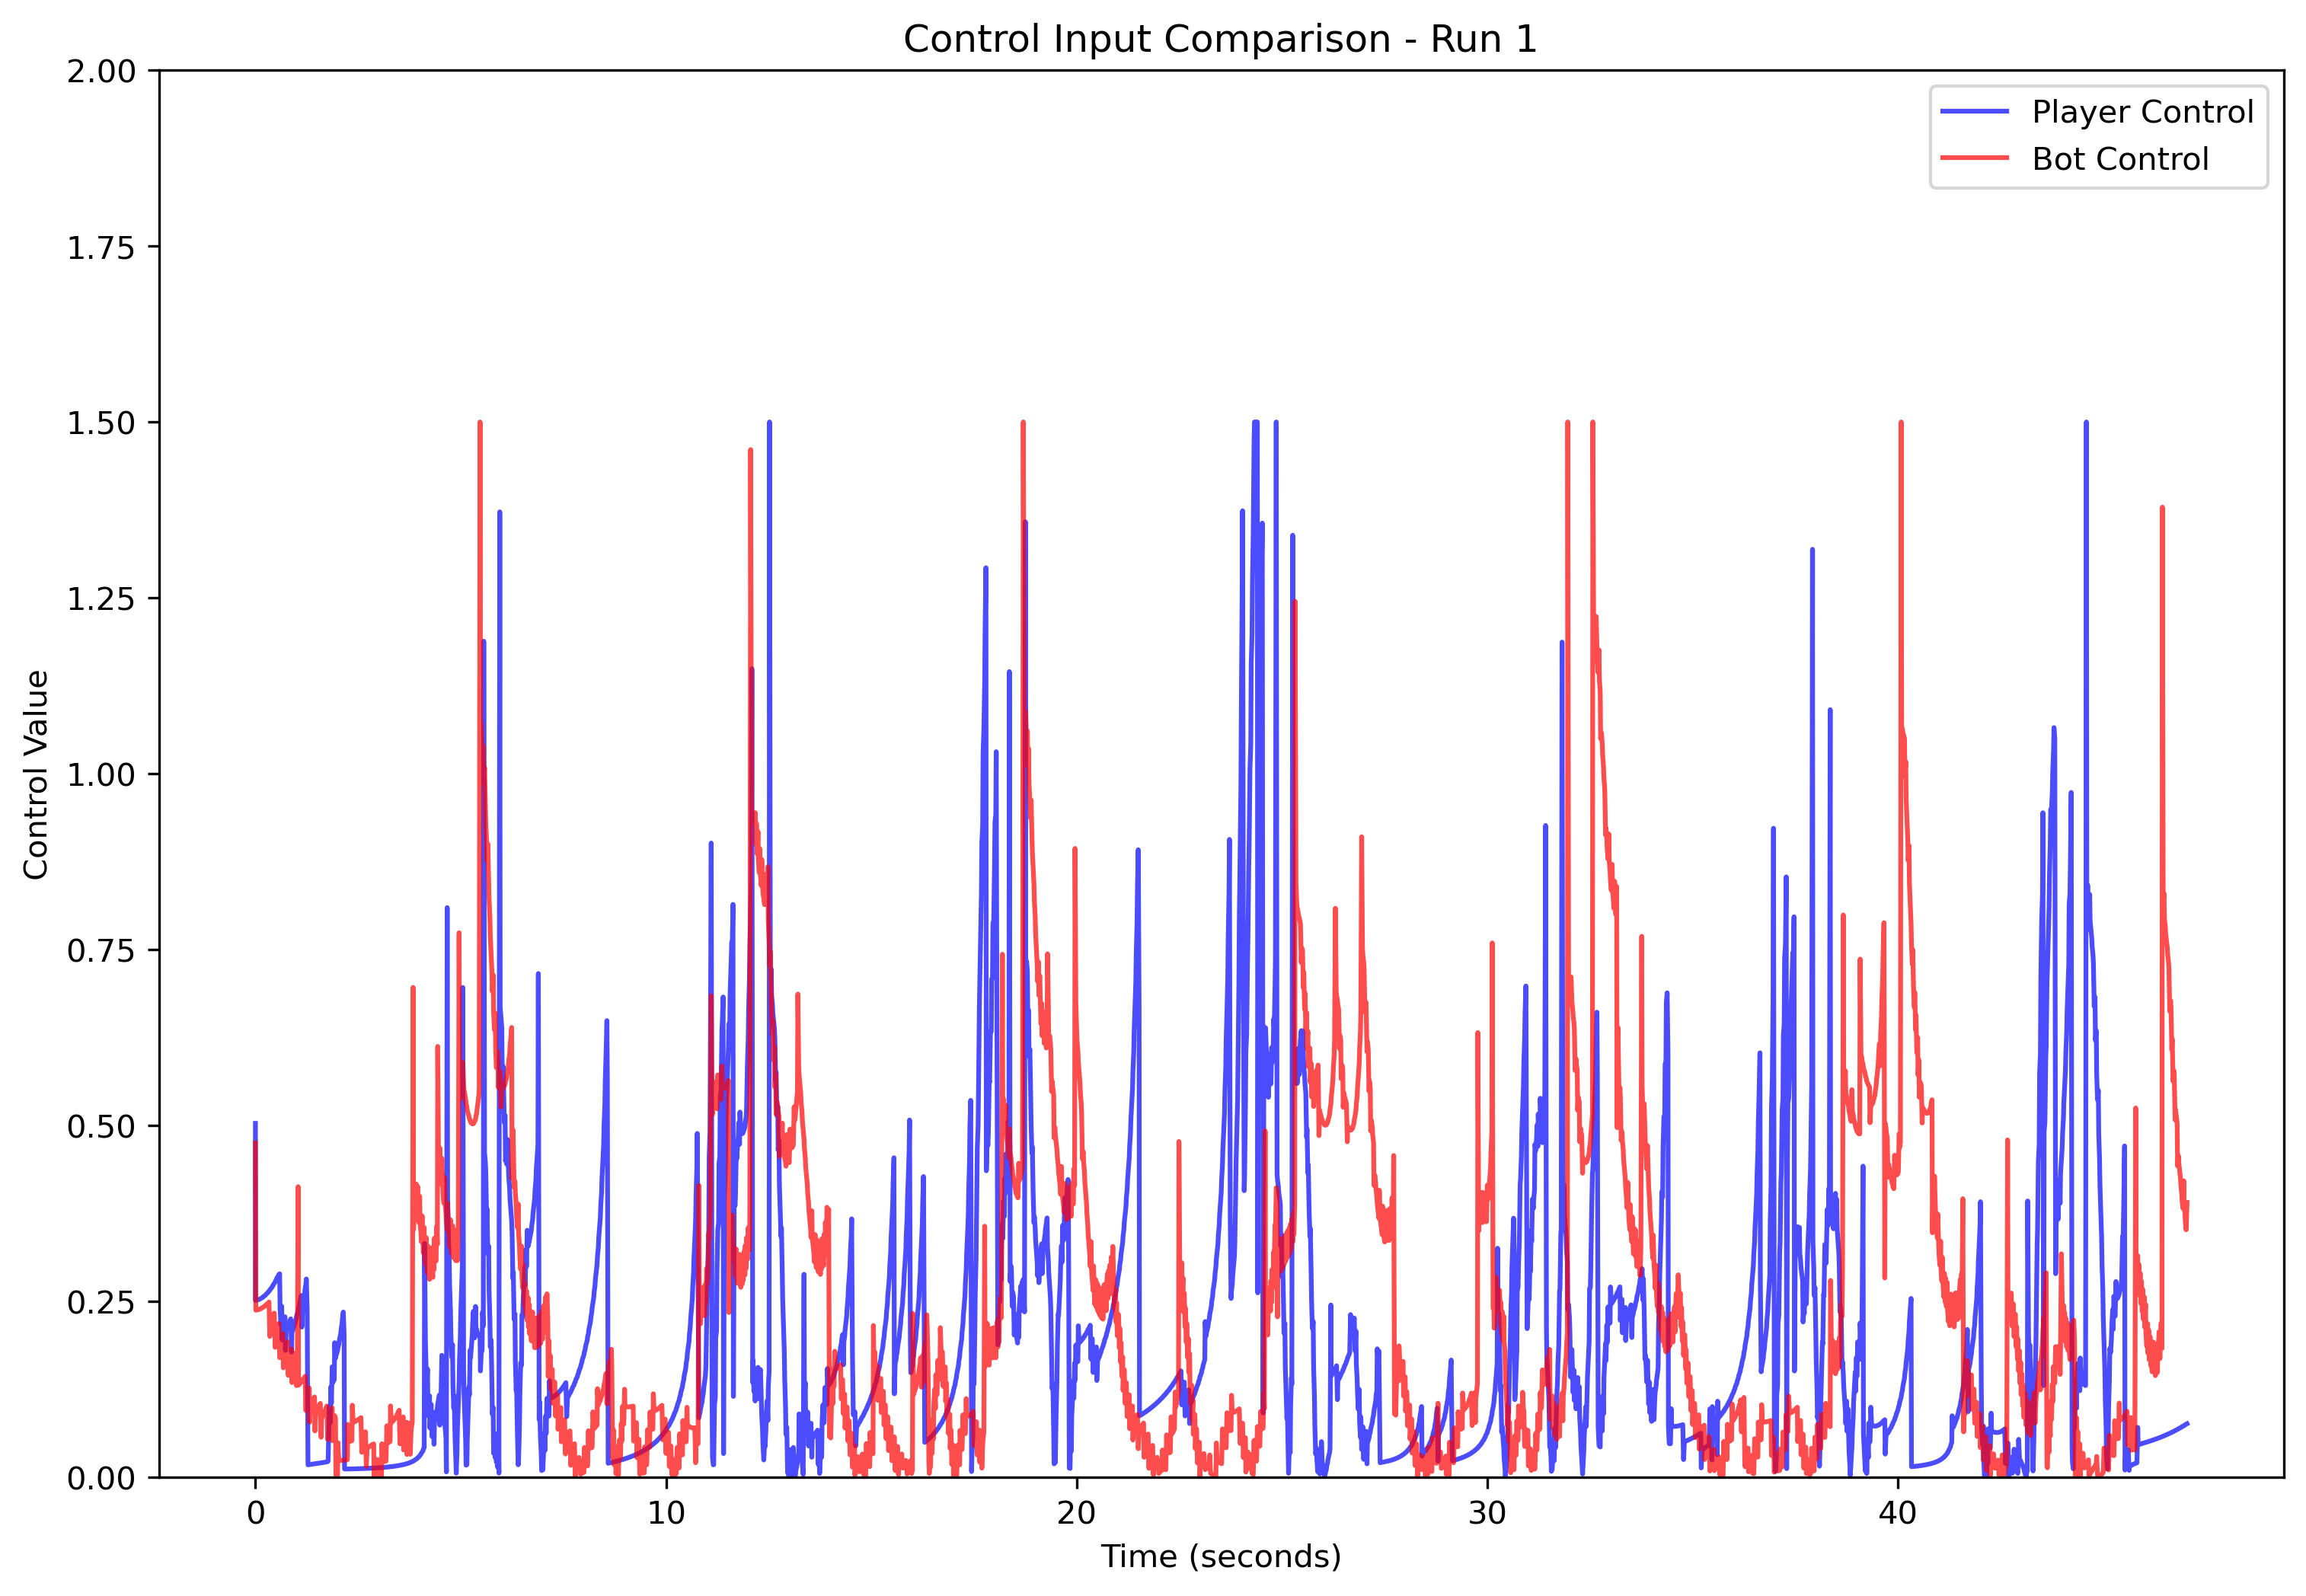 Control Input Comparison - Run 1
2.00
1.75
1.50
1.25
1.00
0.75
0.50
0.25
0.00
Control Value
Player Control
Bot Control
0 10 20 30 40
Time (seconds)